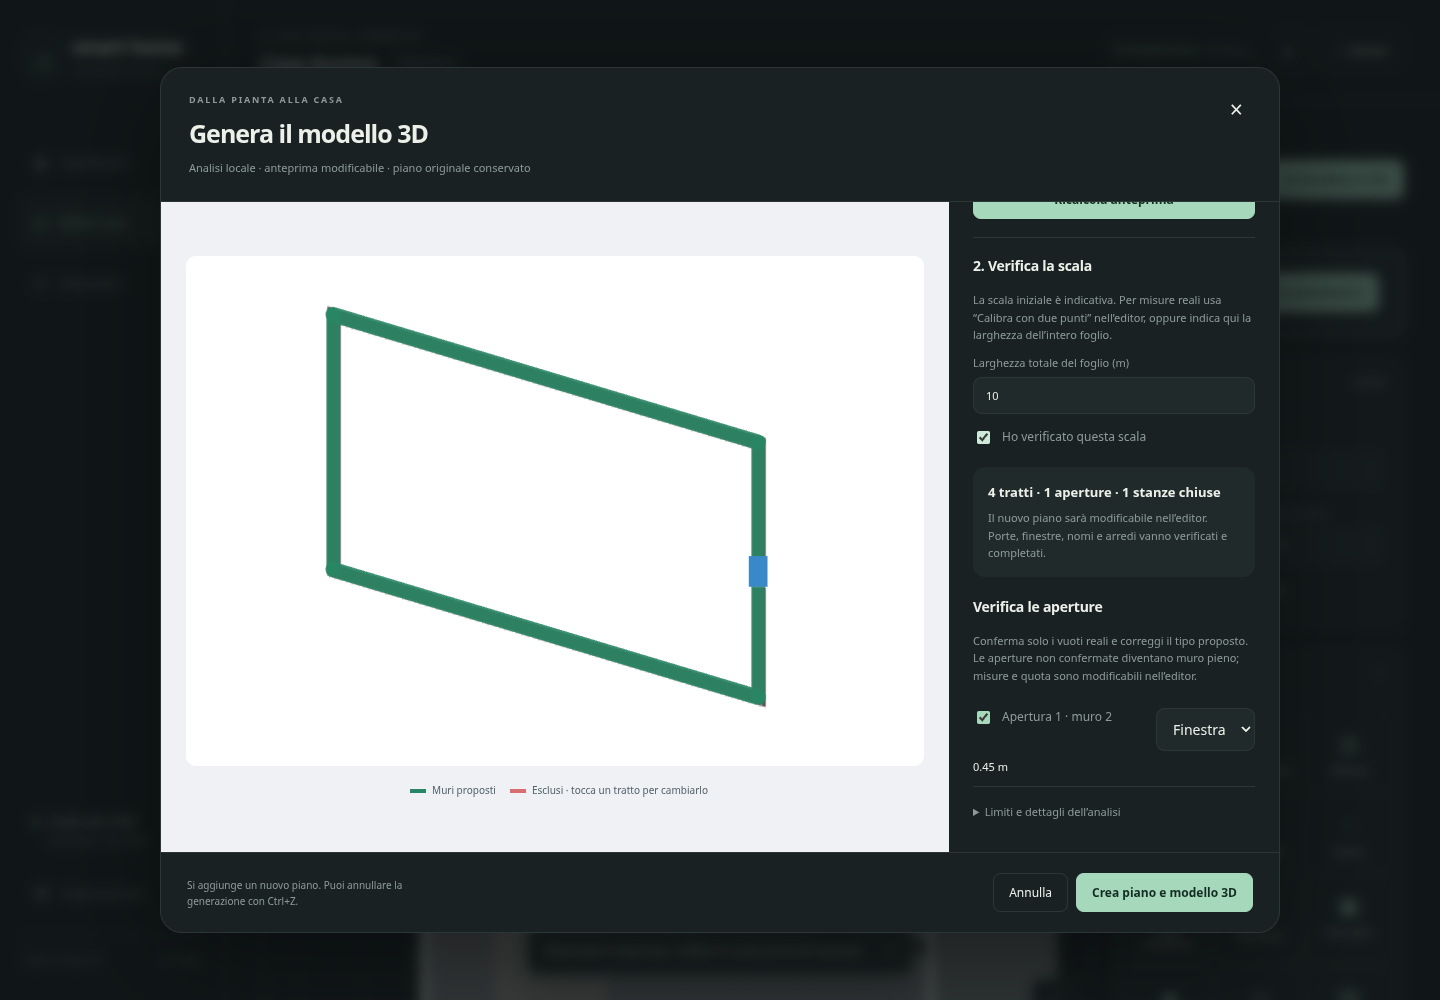 DALLA PIANTA ALLA CASA
Genera il modello 3D
Analisi locale · anteprima modificabile · piano originale conservato
×
Ricalcola anteprima
2. Verifica la scala
La scala iniziale è indicativa. Per misure reali usa
“Calibra con due punti” nell’editor, oppure indica qui la
larghezza dell’intero foglio.
Larghezza totale del foglio (m)
10
Ho verificato questa scala
4 tratti · 1 aperture · 1 stanze chiuse
Il nuovo piano sarà modificabile nell’editor.
Porte, finestre, nomi e arredi vanno verificati e
completati.
Verifica le aperture
Conferma solo i vuoti reali e correggi il tipo proposto.
Le aperture non confermate diventano muro pieno;
misure e quota sono modificabili nell’editor.
Apertura 1 · muro 2
Finestra
0.45 m
Limiti e dettagli dell’analisi
Muri proposti
Esclusi · tocca un tratto per cambiarlo
Si aggiunge un nuovo piano. Puoi annullare la
generazione con Ctrl+Z.
Annulla
Crea piano e modello 3D